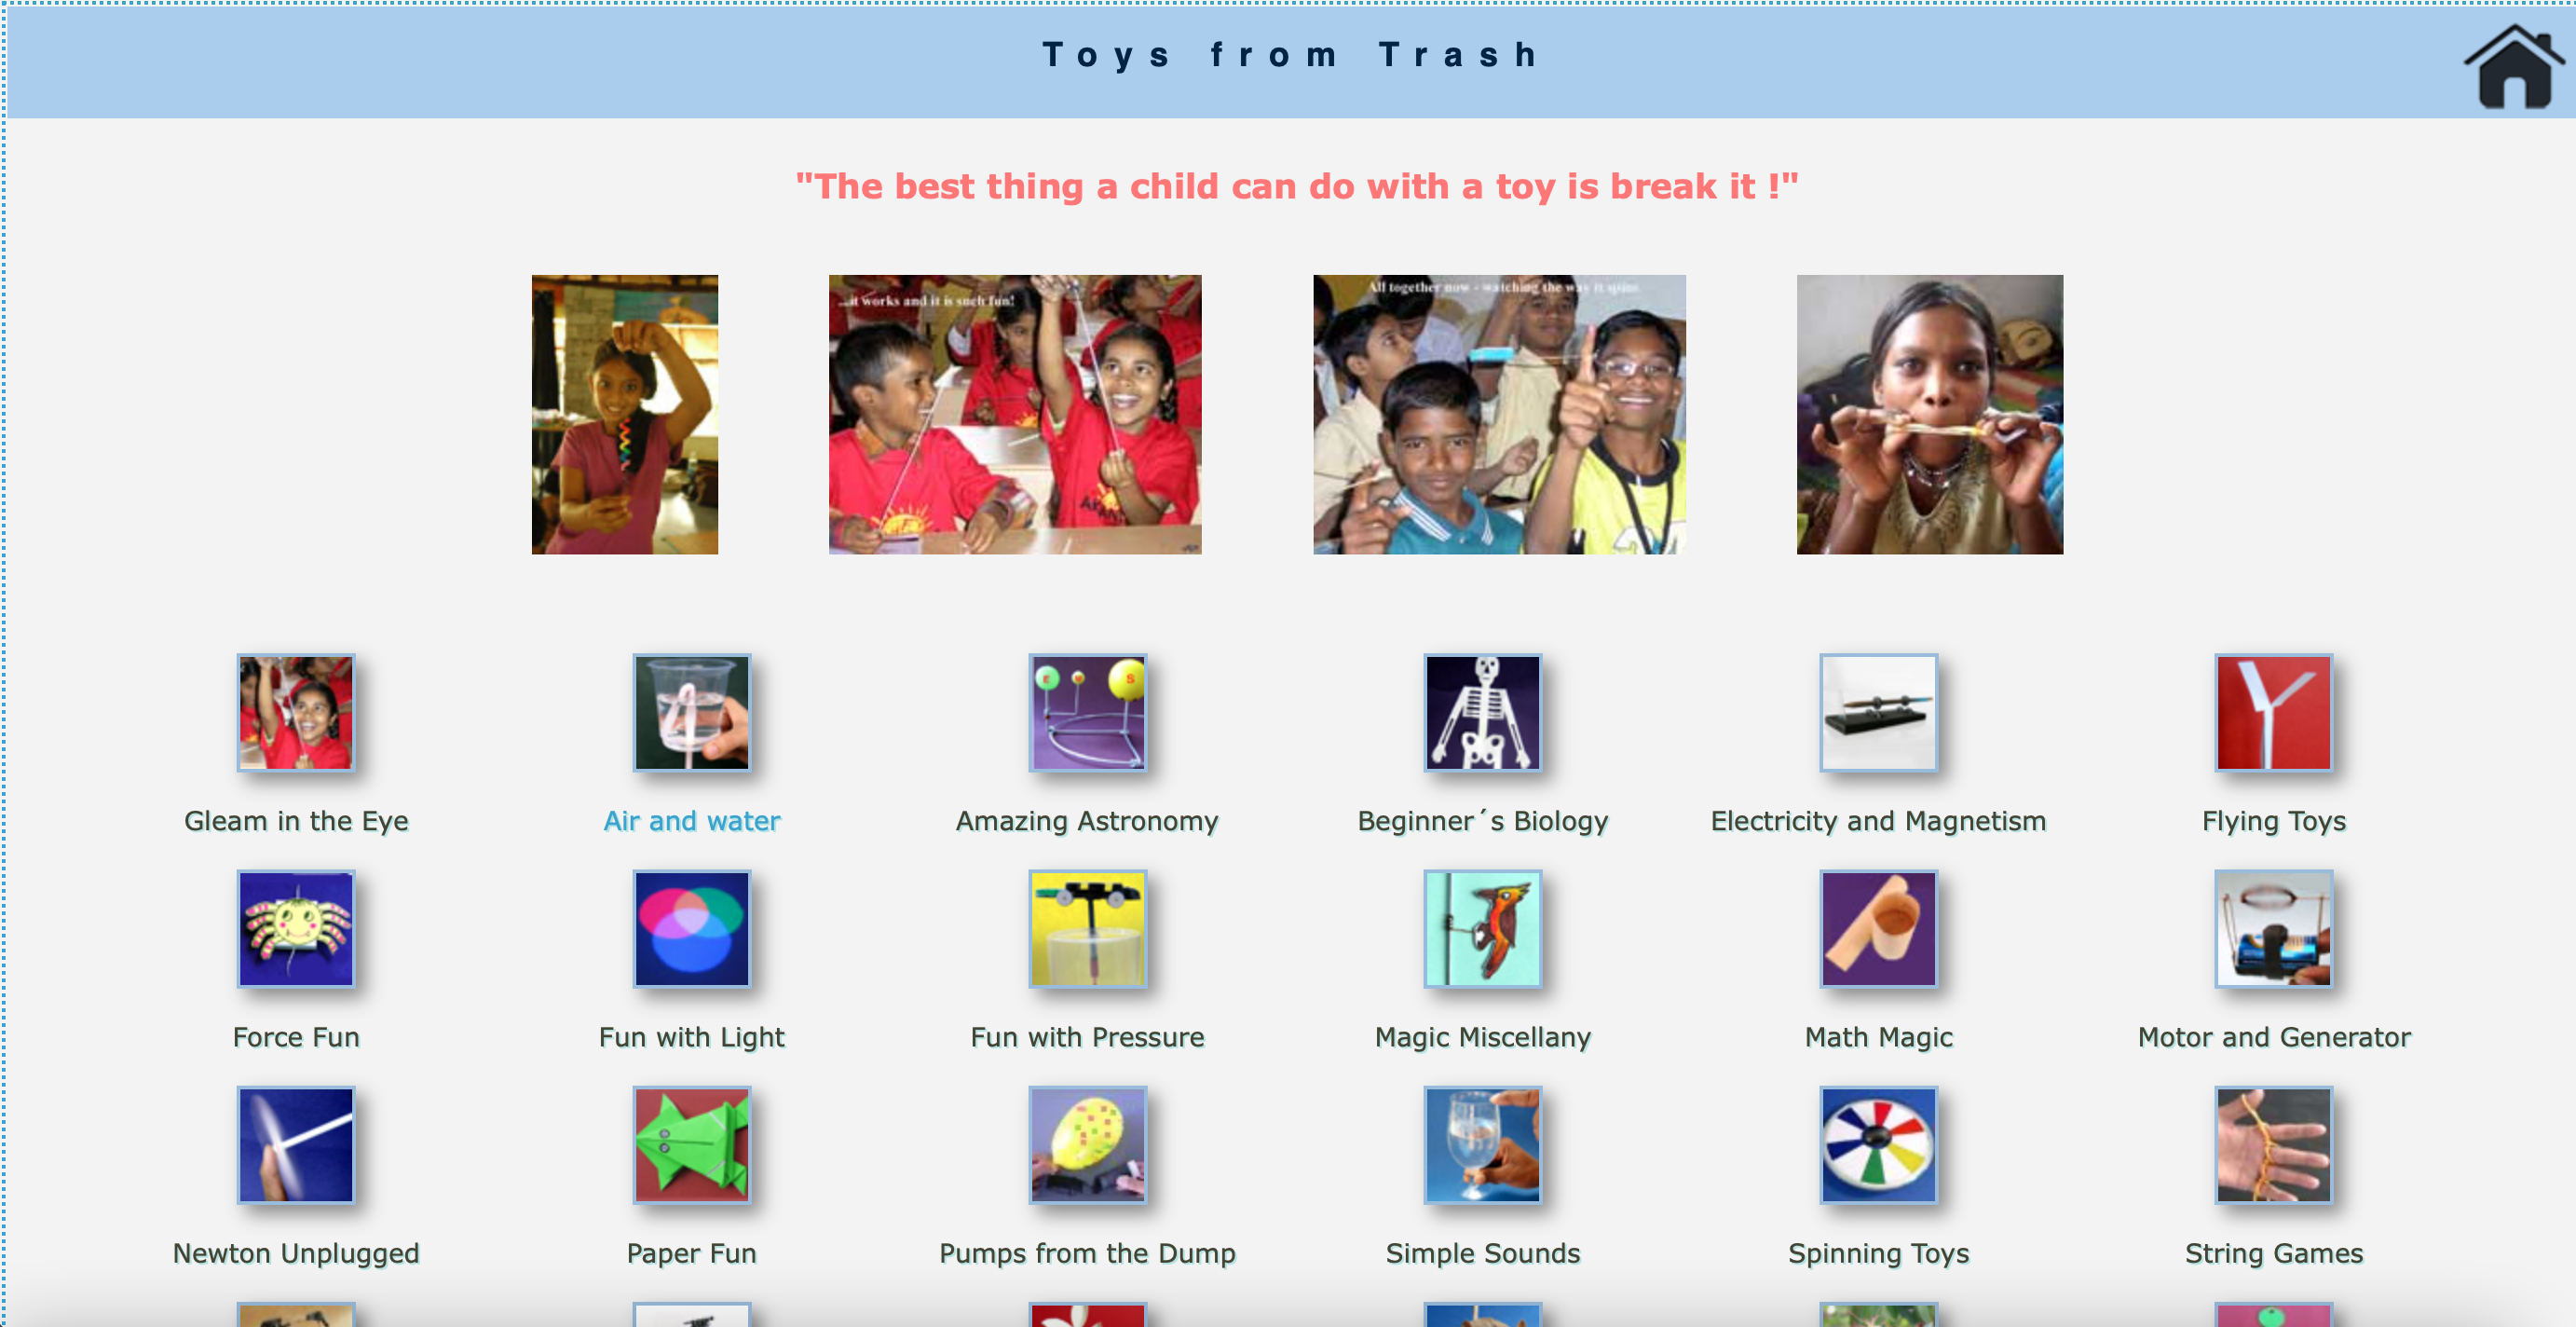 Toys from Trash
"The best thing a child can do with a toy is break it !"
...it works and it is such fun!
All together now - watching the way it spins.
Gleam in the Eye
Air and water
Amazing Astronomy
Beginner´s Biology
Electricity and Magnetism
Flying Toys
E
S
Force Fun
Fun with Light
Fun with Pressure
Magic Miscellany
Math Magic
Motor and Generator
Newton Unplugged
Paper Fun
Pumps from the Dump
Simple Sounds
Spinning Toys
String Games